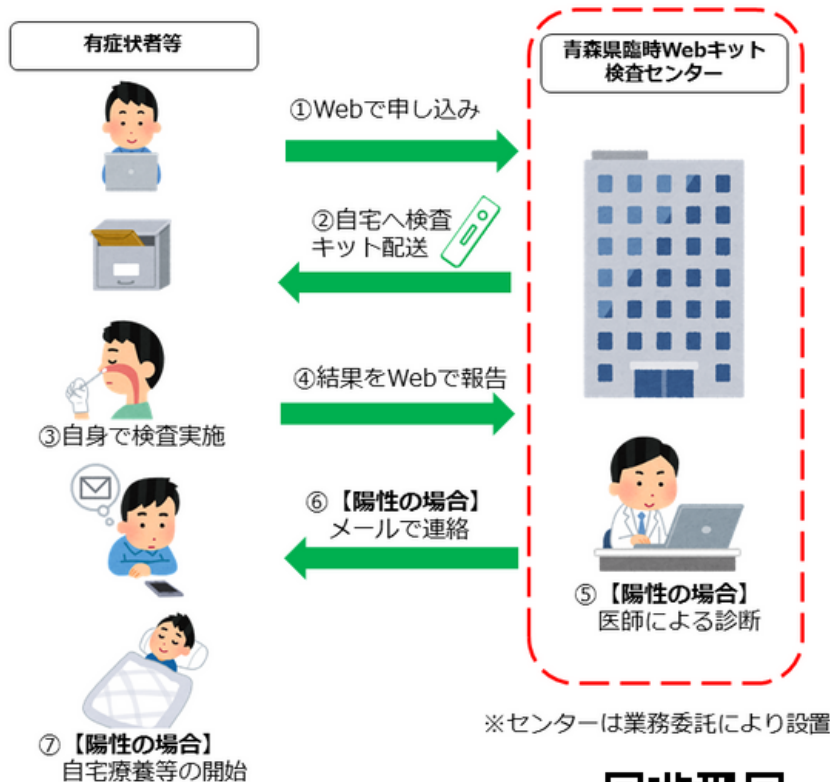 有症状者等
青森県臨時Webキット
検査センター
①Webで申し込み
②自宅へ検査
キット配送
③自身で検査実施
④結果をWebで報告
⑤【陽性の場合】
医師による診断
⑥【陽性の場合】
メールで連絡
⑦【陽性の場合】
自宅療養等の開始
※センターは業務委託により設置